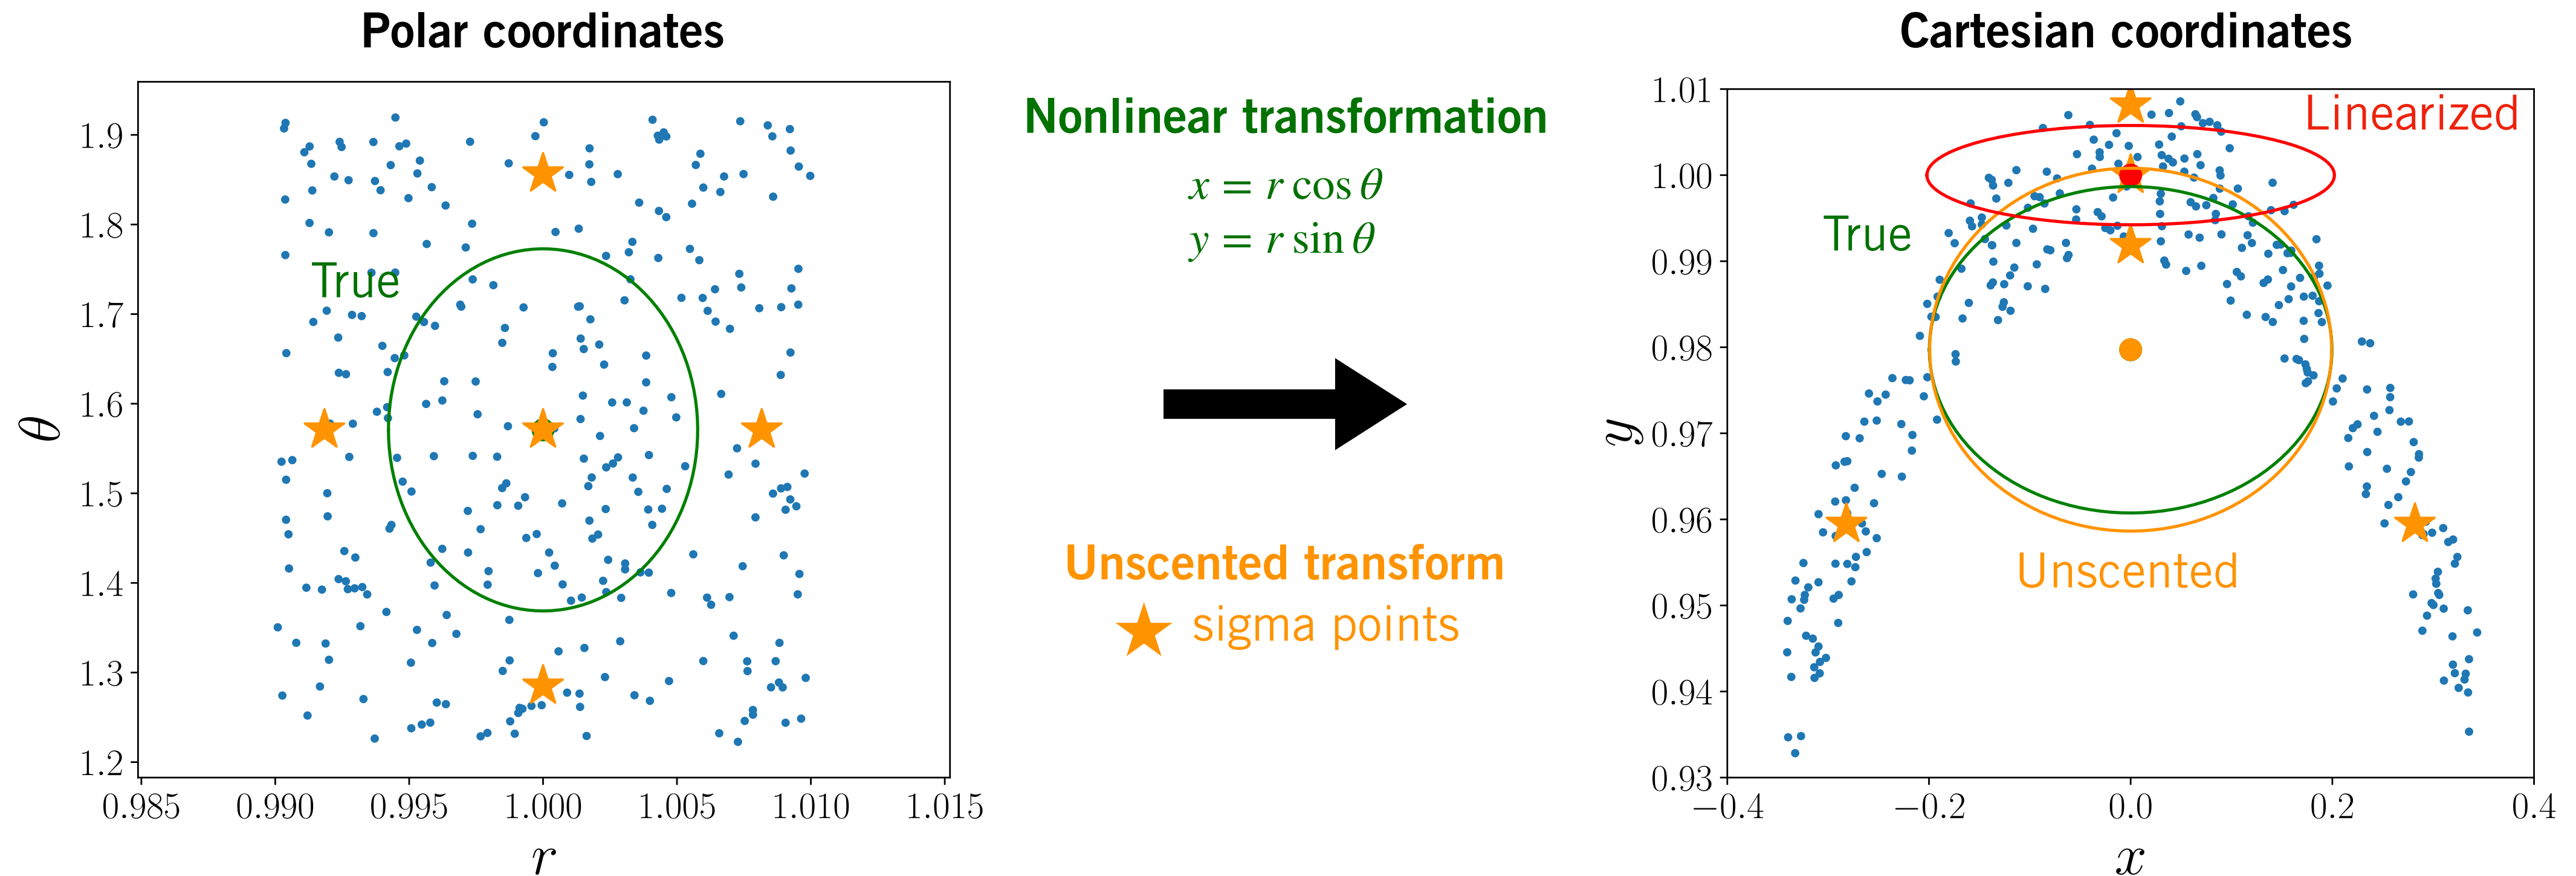 Polar coordinates
1.9
1.8
1.7
1.6
1.5
1.4
1.3
1.2
θ
True
0.985 0.990 0.995 1.000 1.005 1.010 1.015
r
Nonlinear transformation
x = r cos θ
y = r sin θ
Unscented transform
sigma points
Cartesian coordinates
1.01
1.00
0.99
0.98
0.97
0.96
0.95
0.94
0.93
y
Linearized
True
Unscented
−0.4 −0.2 0.0 0.2 0.4
x